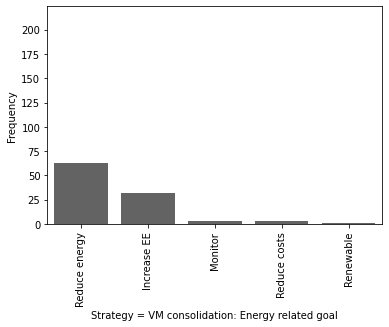 200
175
150
125
100
75
50
25
0
Frequency
Reduce energy
Increase EE
Monitor
Reduce costs
Renewable
Strategy = VM consolidation: Energy related goal